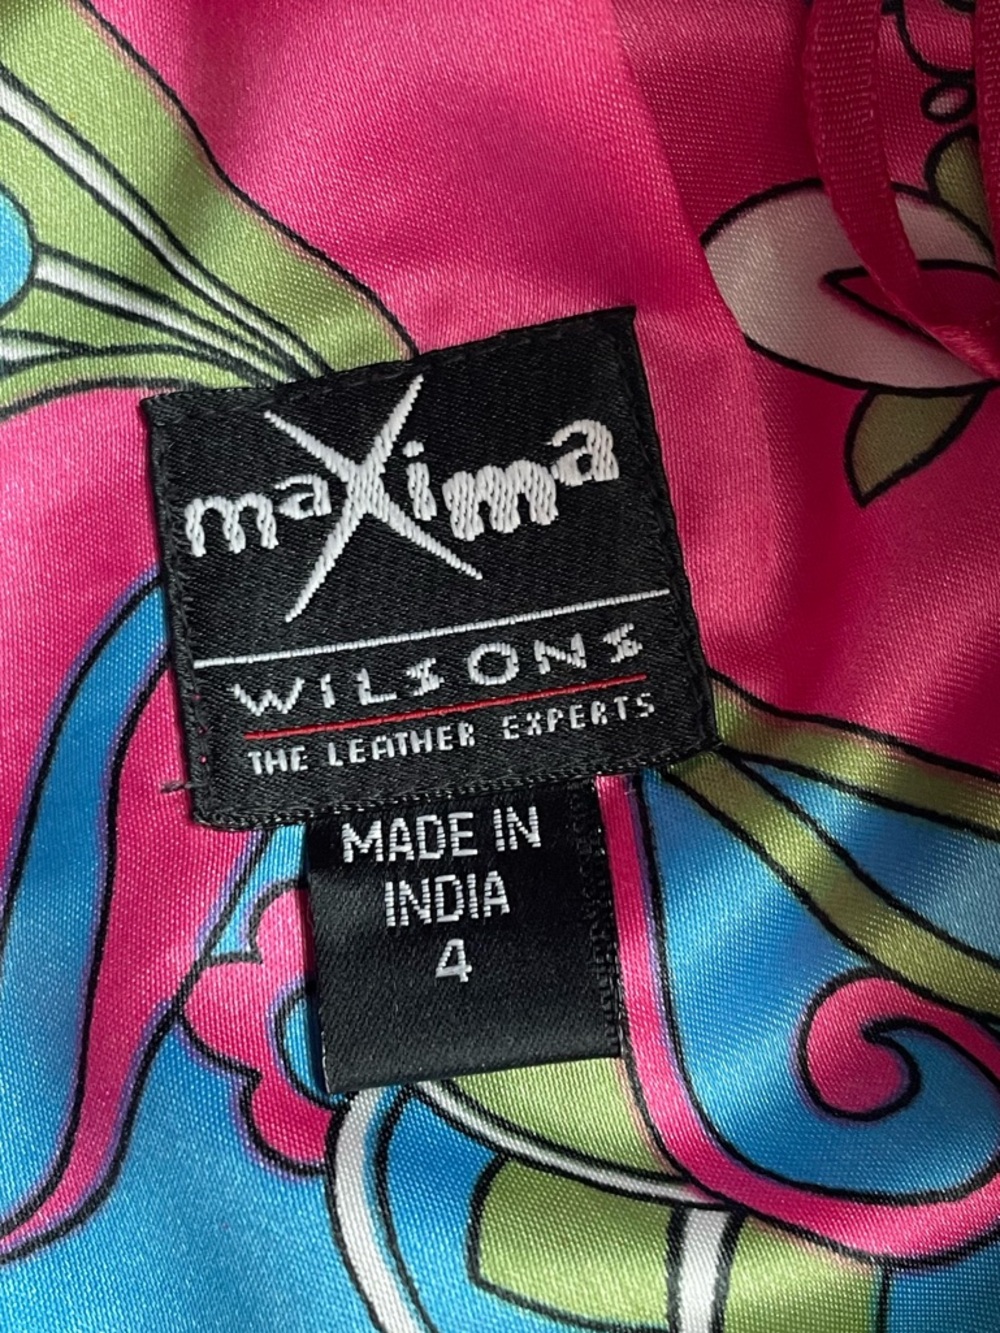 maXima
WILSONS
THE LEATHER EXPERTS
MADE IN
INDIA
4